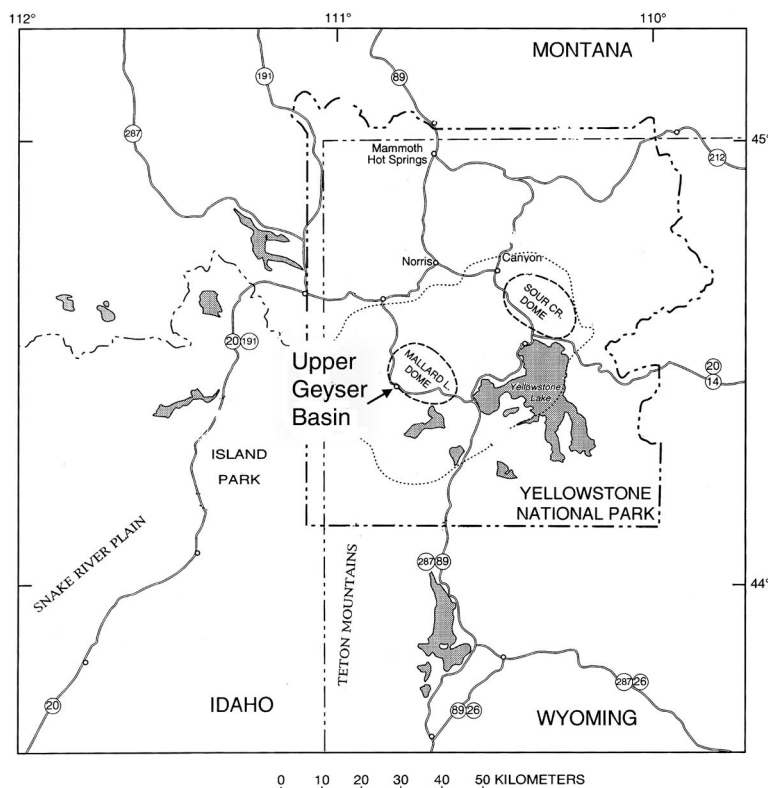 112°
111°
110°
MONTANA
191
89
287
45°
Mammoth
Hot Springs
212
Norris
Canyon
SOUR CR.
DOME
20 191
Upper
Geyser
Basin
MALLARD L.
DOME
20
14
Yellowstone
Lake
ISLAND
PARK
YELLOWSTONE
NATIONAL PARK
SNAKE RIVER PLAIN
TETON MOUNTAINS
287 89
44°
287 26
20
IDAHO
89 26
WYOMING
0 10 20 30 40 50 KILOMETERS